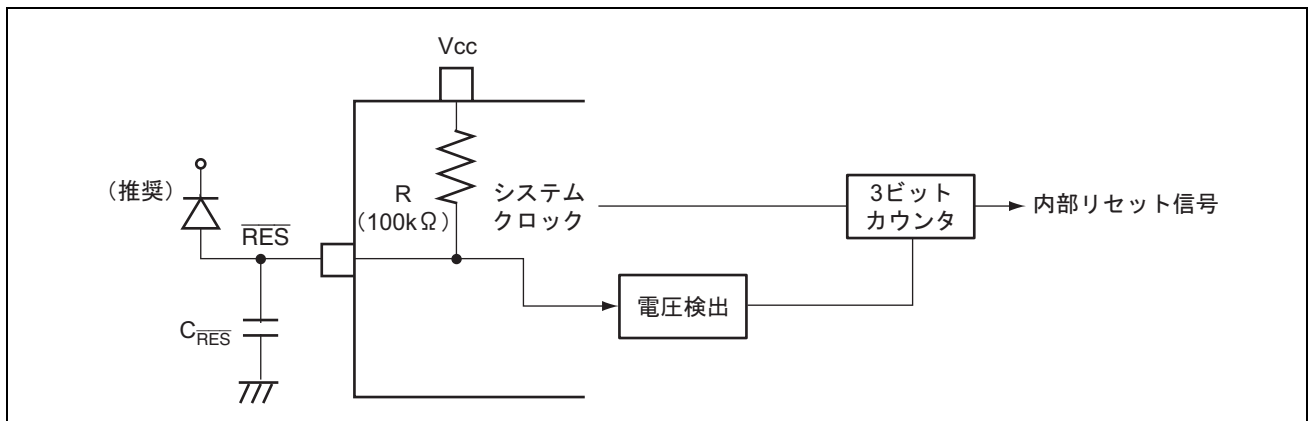 Vcc
（推奨）
R
（100kΩ）
システム
クロック
3ビット
カウンタ
内部リセット信号
RES
電圧検出
CRES